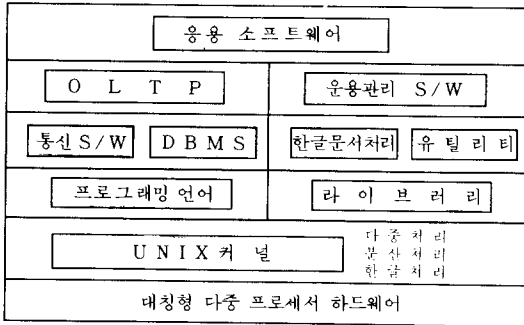 응용 소프트웨어
O L T P 운용관리 S/W
통신 S/W D B M S 한글문서처리 유 틸 리 티
프로그래밍 언어 라 이 브 러 리
U N I X 커 널
다 중 처 리
분 산 처 리
한 글 처 리
대칭형 다중 프로세서 하드웨어